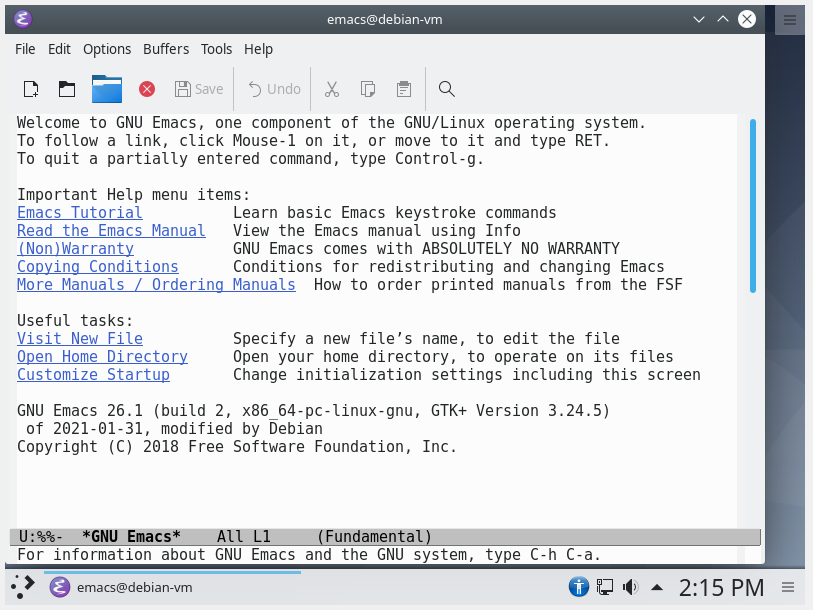 emacs@debian-vm
File Edit Options Buffers Tools Help
Save Undo
Welcome to GNU Emacs, one component of the GNU/Linux operating system.
To follow a link, click Mouse-1 on it, or move to it and type RET.
To quit a partially entered command, type Control-g.
Important Help menu items:
Emacs Tutorial Learn basic Emacs keystroke commands
Read the Emacs Manual View the Emacs manual using Info
(Non)Warranty GNU Emacs comes with ABSOLUTELY NO WARRANTY
Copying Conditions Conditions for redistributing and changing Emacs
More Manuals / Ordering Manuals How to order printed manuals from the FSF
Useful tasks:
Visit New File Specify a new file’s name, to edit the file
Open Home Directory Open your home directory, to operate on its files
Customize Startup Change initialization settings including this screen
GNU Emacs 26.1 (build 2, x86_64-pc-linux-gnu, GTK+ Version 3.24.5)
of 2021-01-31, modified by Debian
Copyright (C) 2018 Free Software Foundation, Inc.
U:%%- *GNU Emacs* All L1 (Fundamental)
For information about GNU Emacs and the GNU system, type C-h C-a.
emacs@debian-vm 2:15 PM